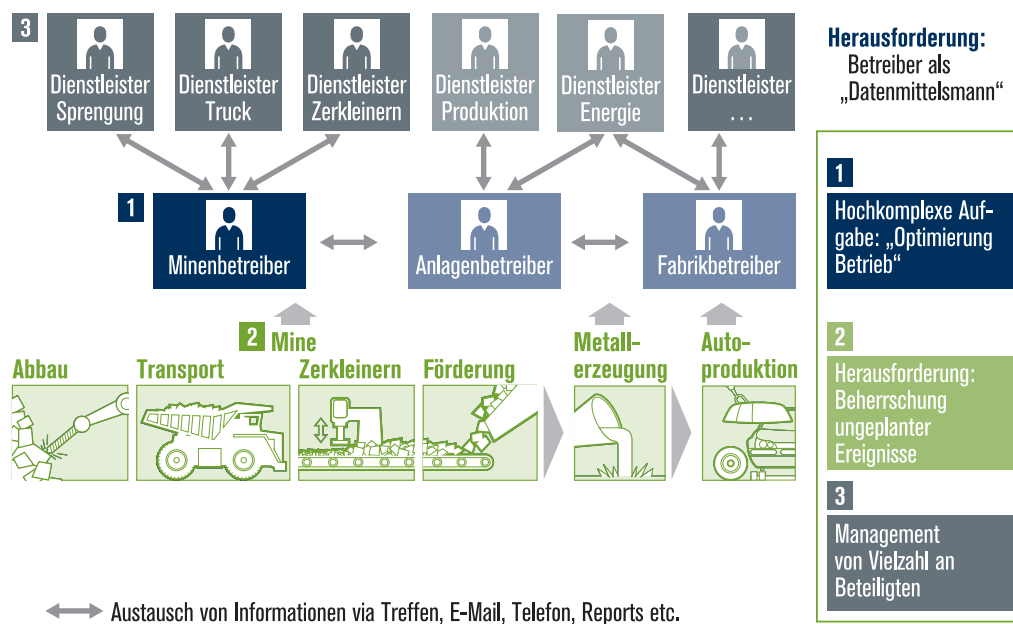 3
Dienstleister
Sprengung
Dienstleister
Truck
Dienstleister
Zerkleinern
Dienstleister
Produktion
Dienstleister
Energie
Dienstleister
...
Herausforderung:
Betreiber als
„Datenmittelsmann“
1
Minenbetreiber
Anlagenbetreiber
Fabrikbetreiber
2 Mine
Abbau
Transport
Zerkleinern
Förderung
Metall-
erzeugung
Auto-
produktion
1
Hochkomplexe Auf-
gabe: „Optimierung
Betrieb“
2
Herausforderung:
Beherrschung
ungeplanter
Ereignisse
3
Management
von Vielzahl an
Beteiligten
Austausch von Informationen via Treffen, E-Mail, Telefon, Reports etc.